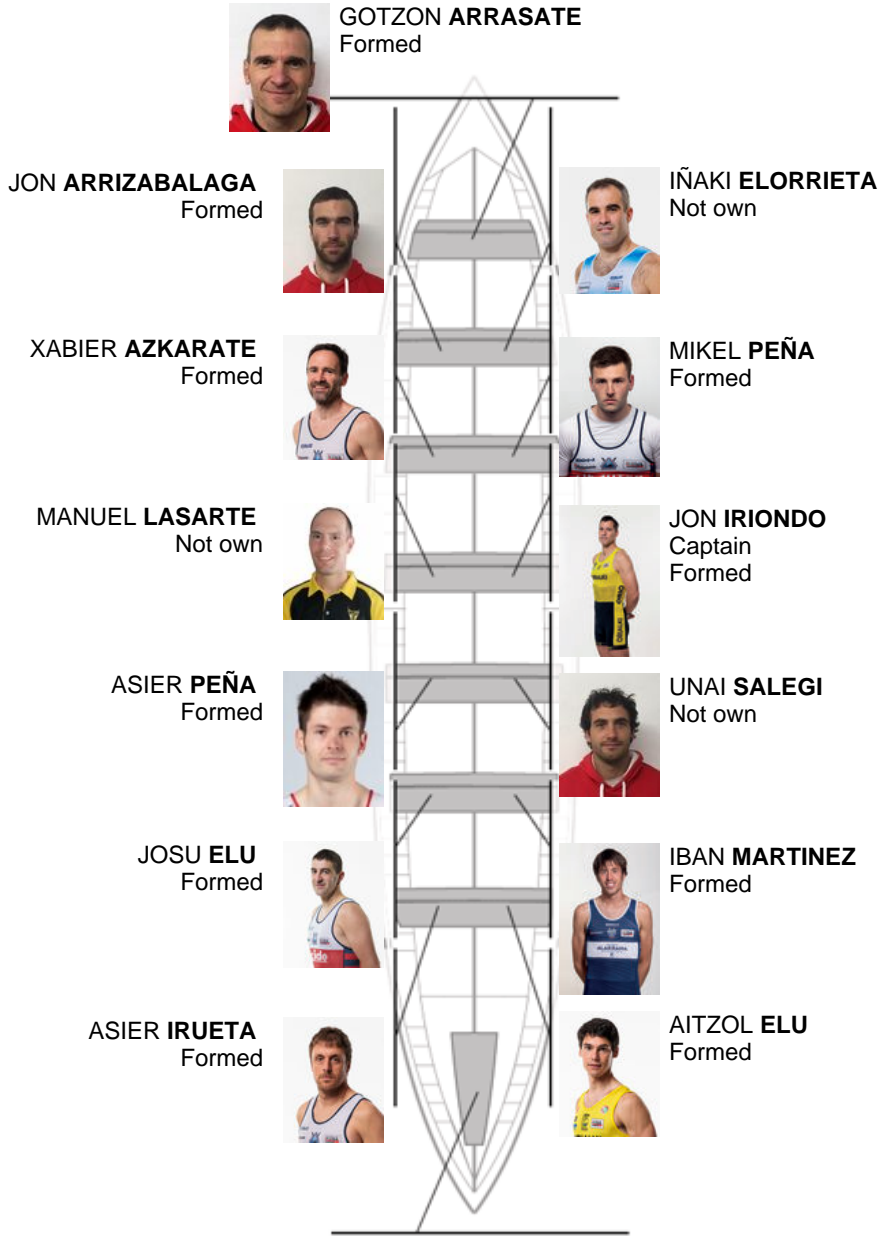 GOTZON ARRASATE
Formed
JON ARRIZABALAGA
Formed
IÑAKI ELORRIETA
Not own
XABIER AZKARATE
Formed
MIKEL PEÑA
Formed
MANUEL LASARTE
Not own
JON IRIONDO
Captain
Formed
ASIER PEÑA
Formed
UNAI SALEGI
Not own
JOSU ELU
Formed
IBAN MARTINEZ
Formed
ASIER IRUETA
Formed
AITZOL ELU
Formed